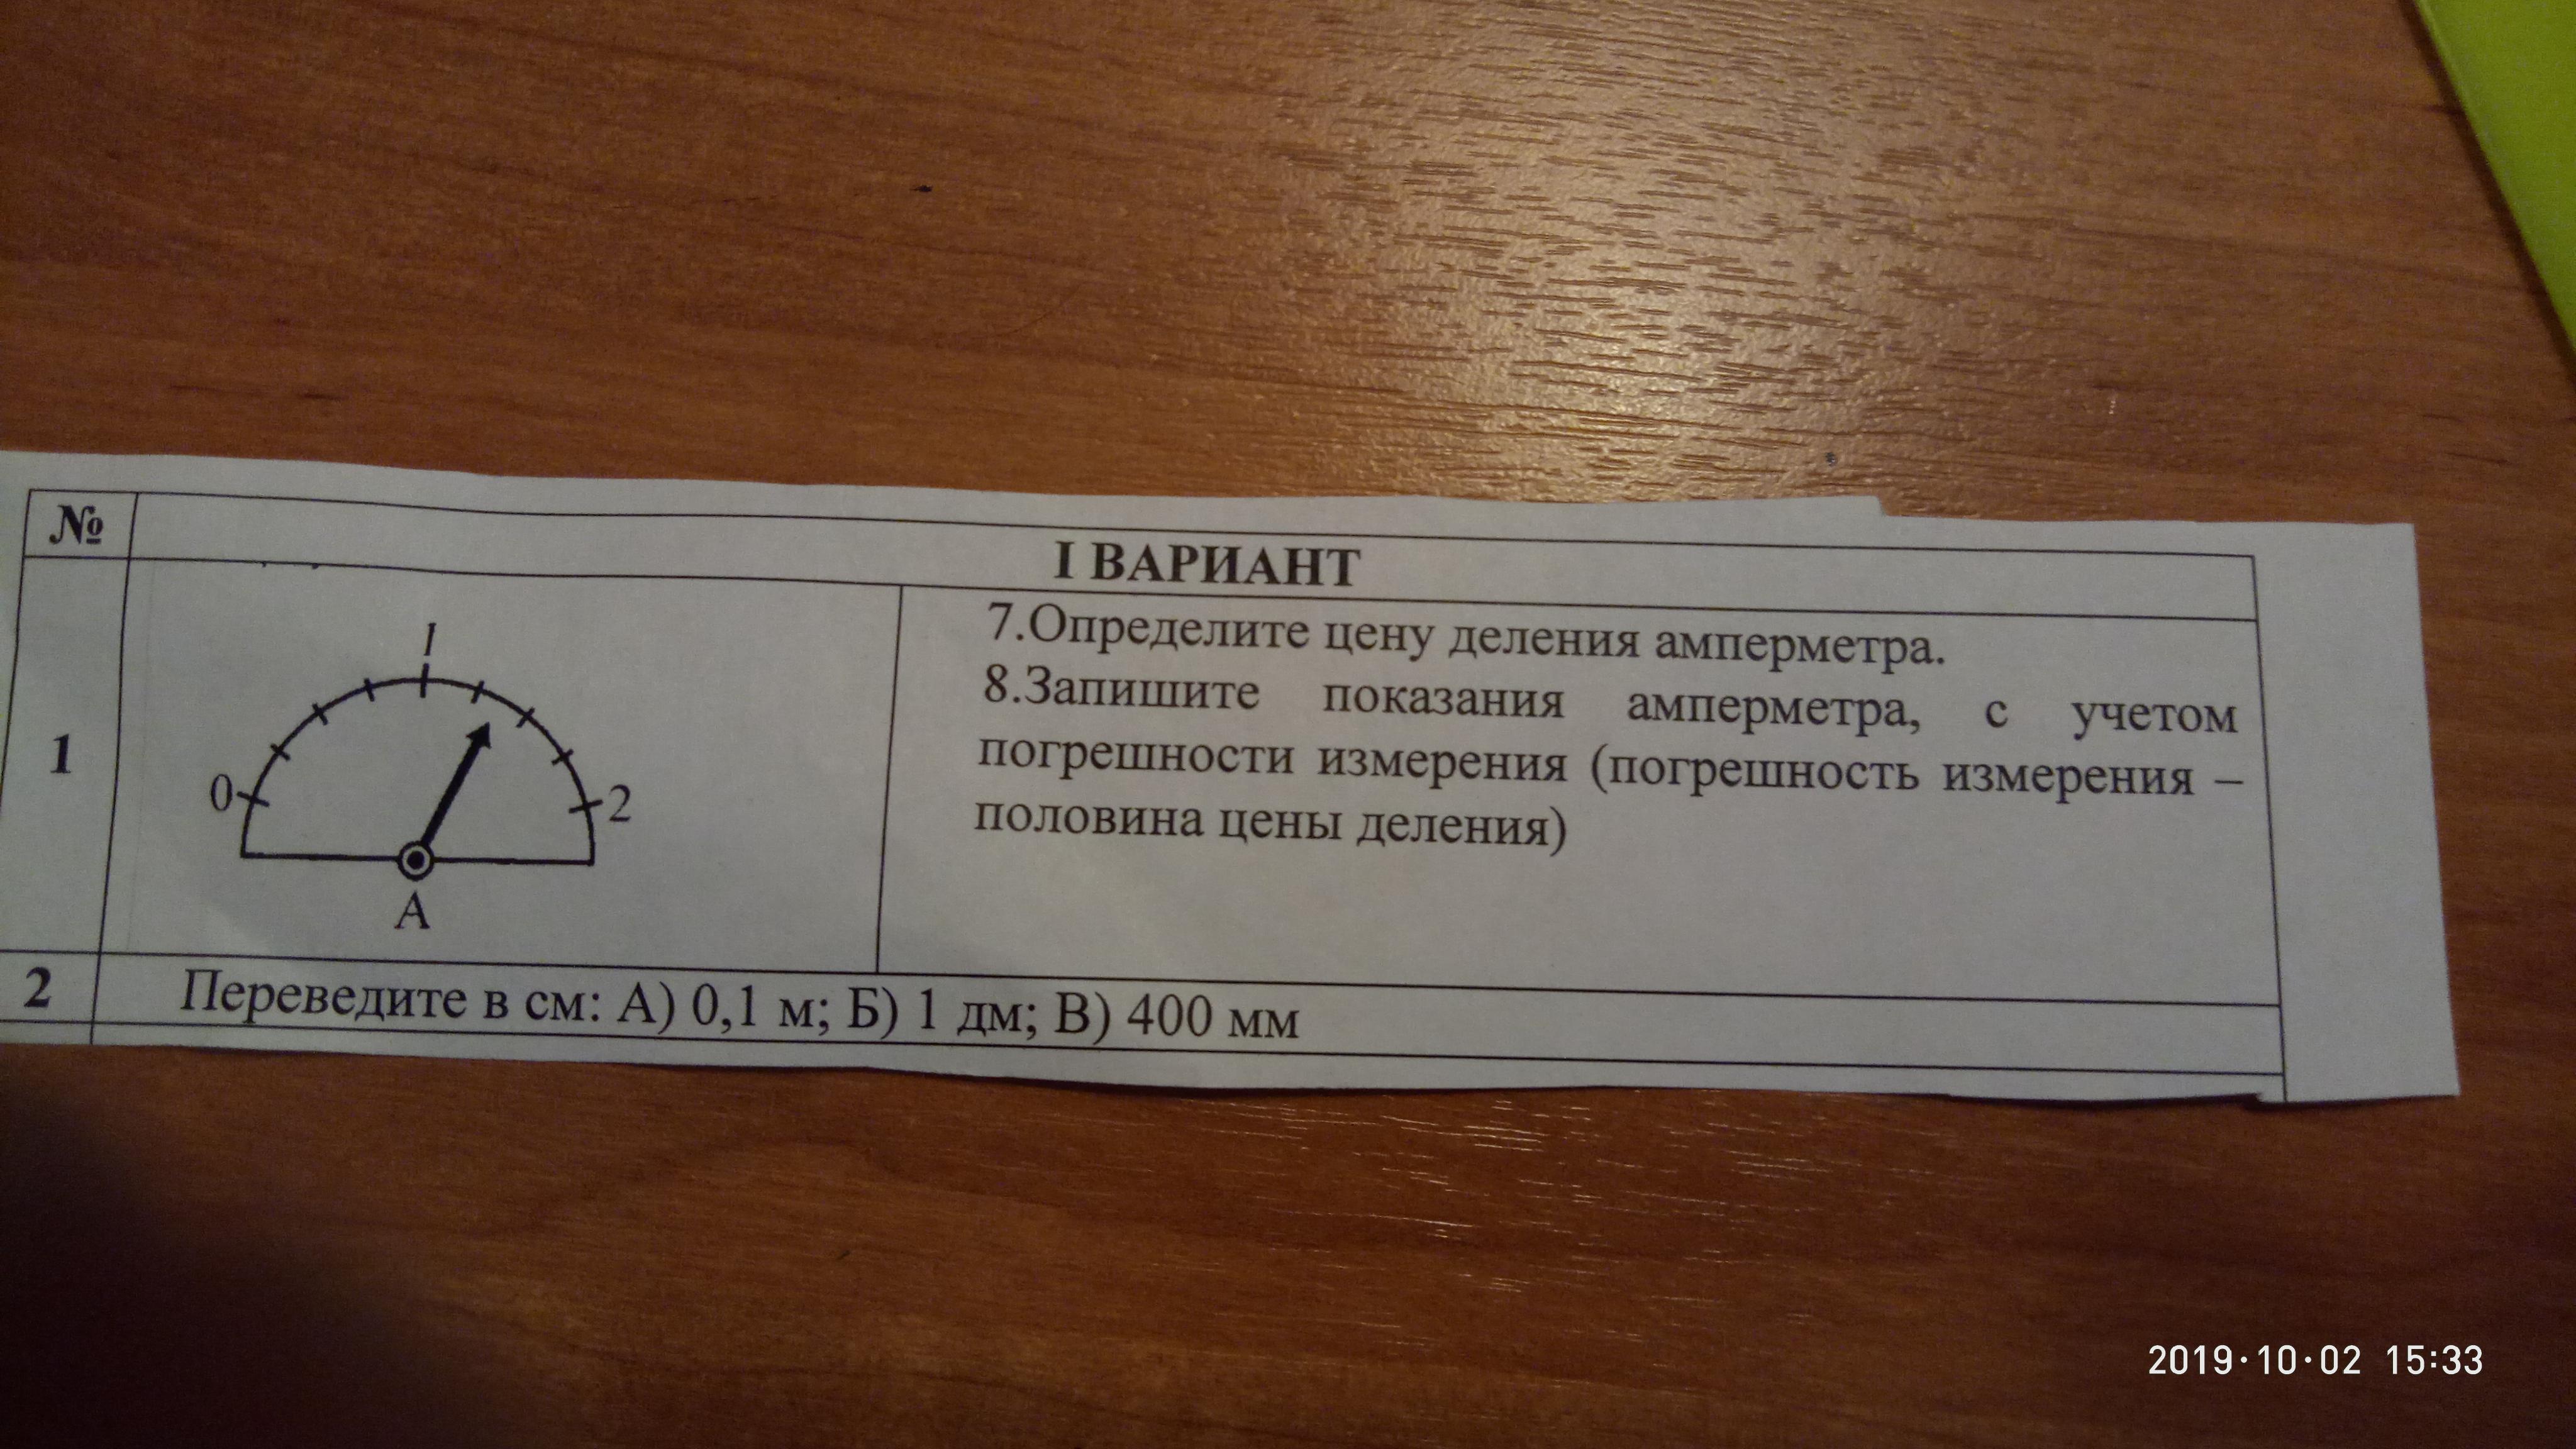 №
I ВАРИАНТ
1
0
1
2
А
7.Определите цену деления амперметра.
8.Запишите показания амперметра, с учетом
погрешности измерения (погрешность измерения –
половина цены деления)
2
Переведите в см: А) 0,1 м; Б) 1 дм; В) 400 мм
2019·10·02 15:33